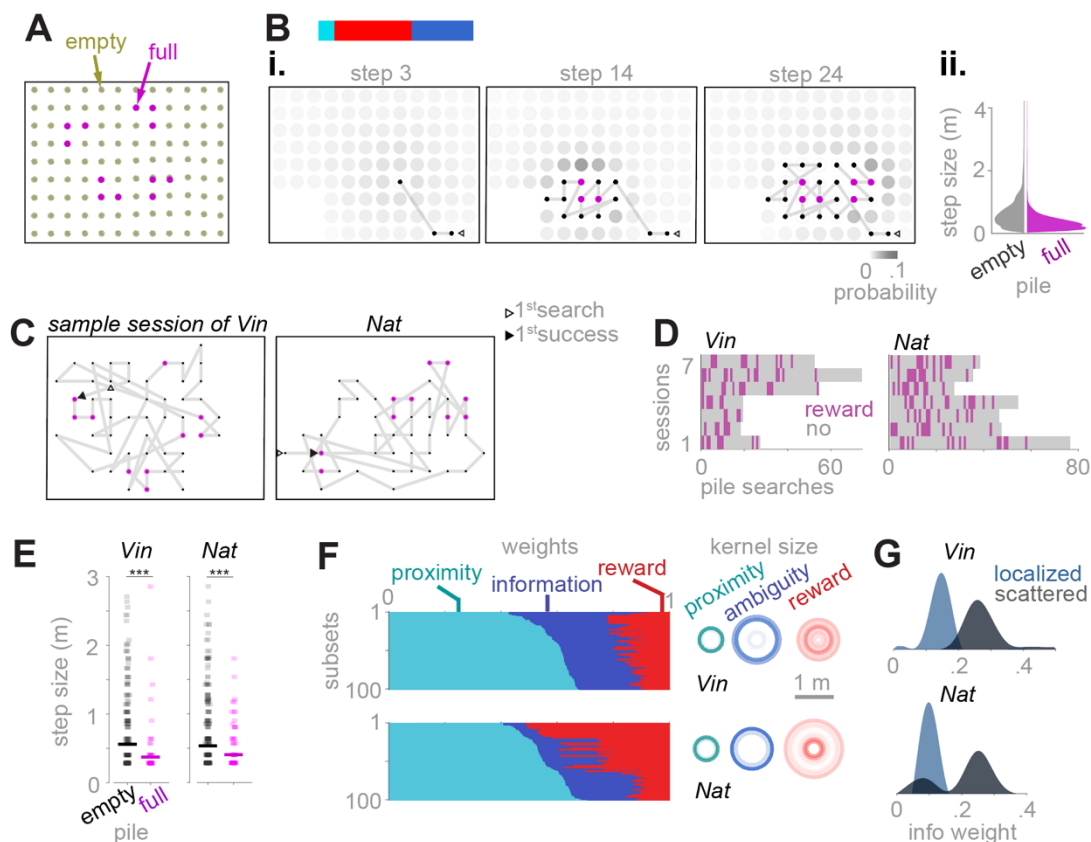 A
empty
full
B
i.
step 3
step 14
step 24
0 .1
probability
ii.
step size (m)
4
2
0
empty
full
pile
C
sample session of Vin
Nat
1st search
1st success
D
Vin
Nat
sessions
7
1
reward
no
0
60
0
80
pile searches
E
Vin
Nat
***
***
step size (m)
3
2
1
0
empty
full
pile
F
weights
kernel size
proximity
information
reward
0
1
proximity
ambiguity
reward
subsets
1
100
Vin
1 m
1
100
Nat
G
Vin
localized
scattered
0 .2 .4
Nat
0 .2 .4
info weight